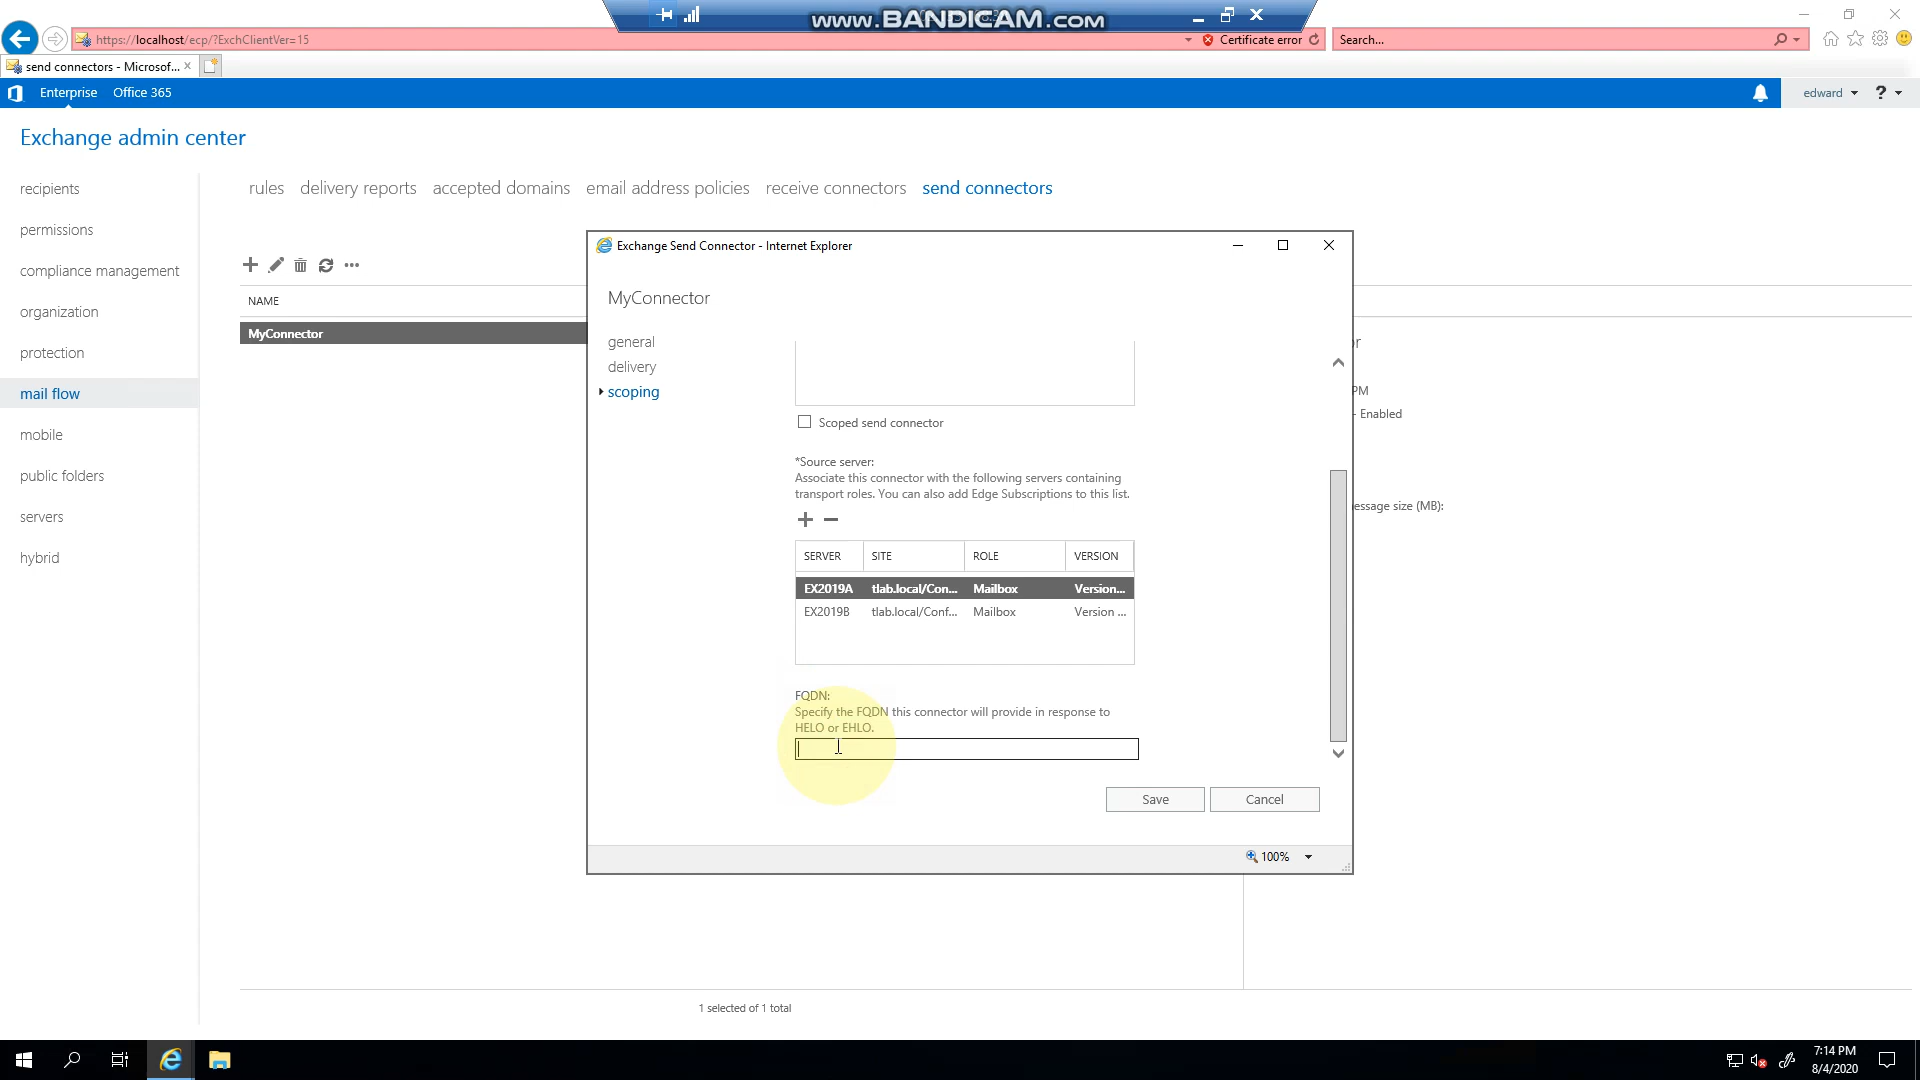 www.BANDICAM.com
https://localhost/ecp/?ExchClientVer=15
Certificate error
Search...
send connectors - Microsof...
Enterprise
Office 365
edward
?
Exchange admin center
recipients
permissions
compliance management
organization
protection
mail flow
mobile
public folders
servers
hybrid
rules
delivery reports
accepted domains
email address policies
receive connectors
send connectors
NAME
MyConnector
Exchange Send Connector - Internet Explorer
MyConnector
general
delivery
scoping
Scoped send connector
*Source server:
Associate this connector with the following servers containing
transport roles. You can also add Edge Subscriptions to this list.
SERVER SITE ROLE VERSION
EX2019A tlab.local/Con... Mailbox Version...
EX2019B tlab.local/Conf... Mailbox Version ...
FQDN:
Specify the FQDN this connector will provide in response to
HELO or EHLO.
Save
Cancel
100%
or
PM
- Enabled
essage size (MB):
1 selected of 1 total
7:14 PM
8/4/2020